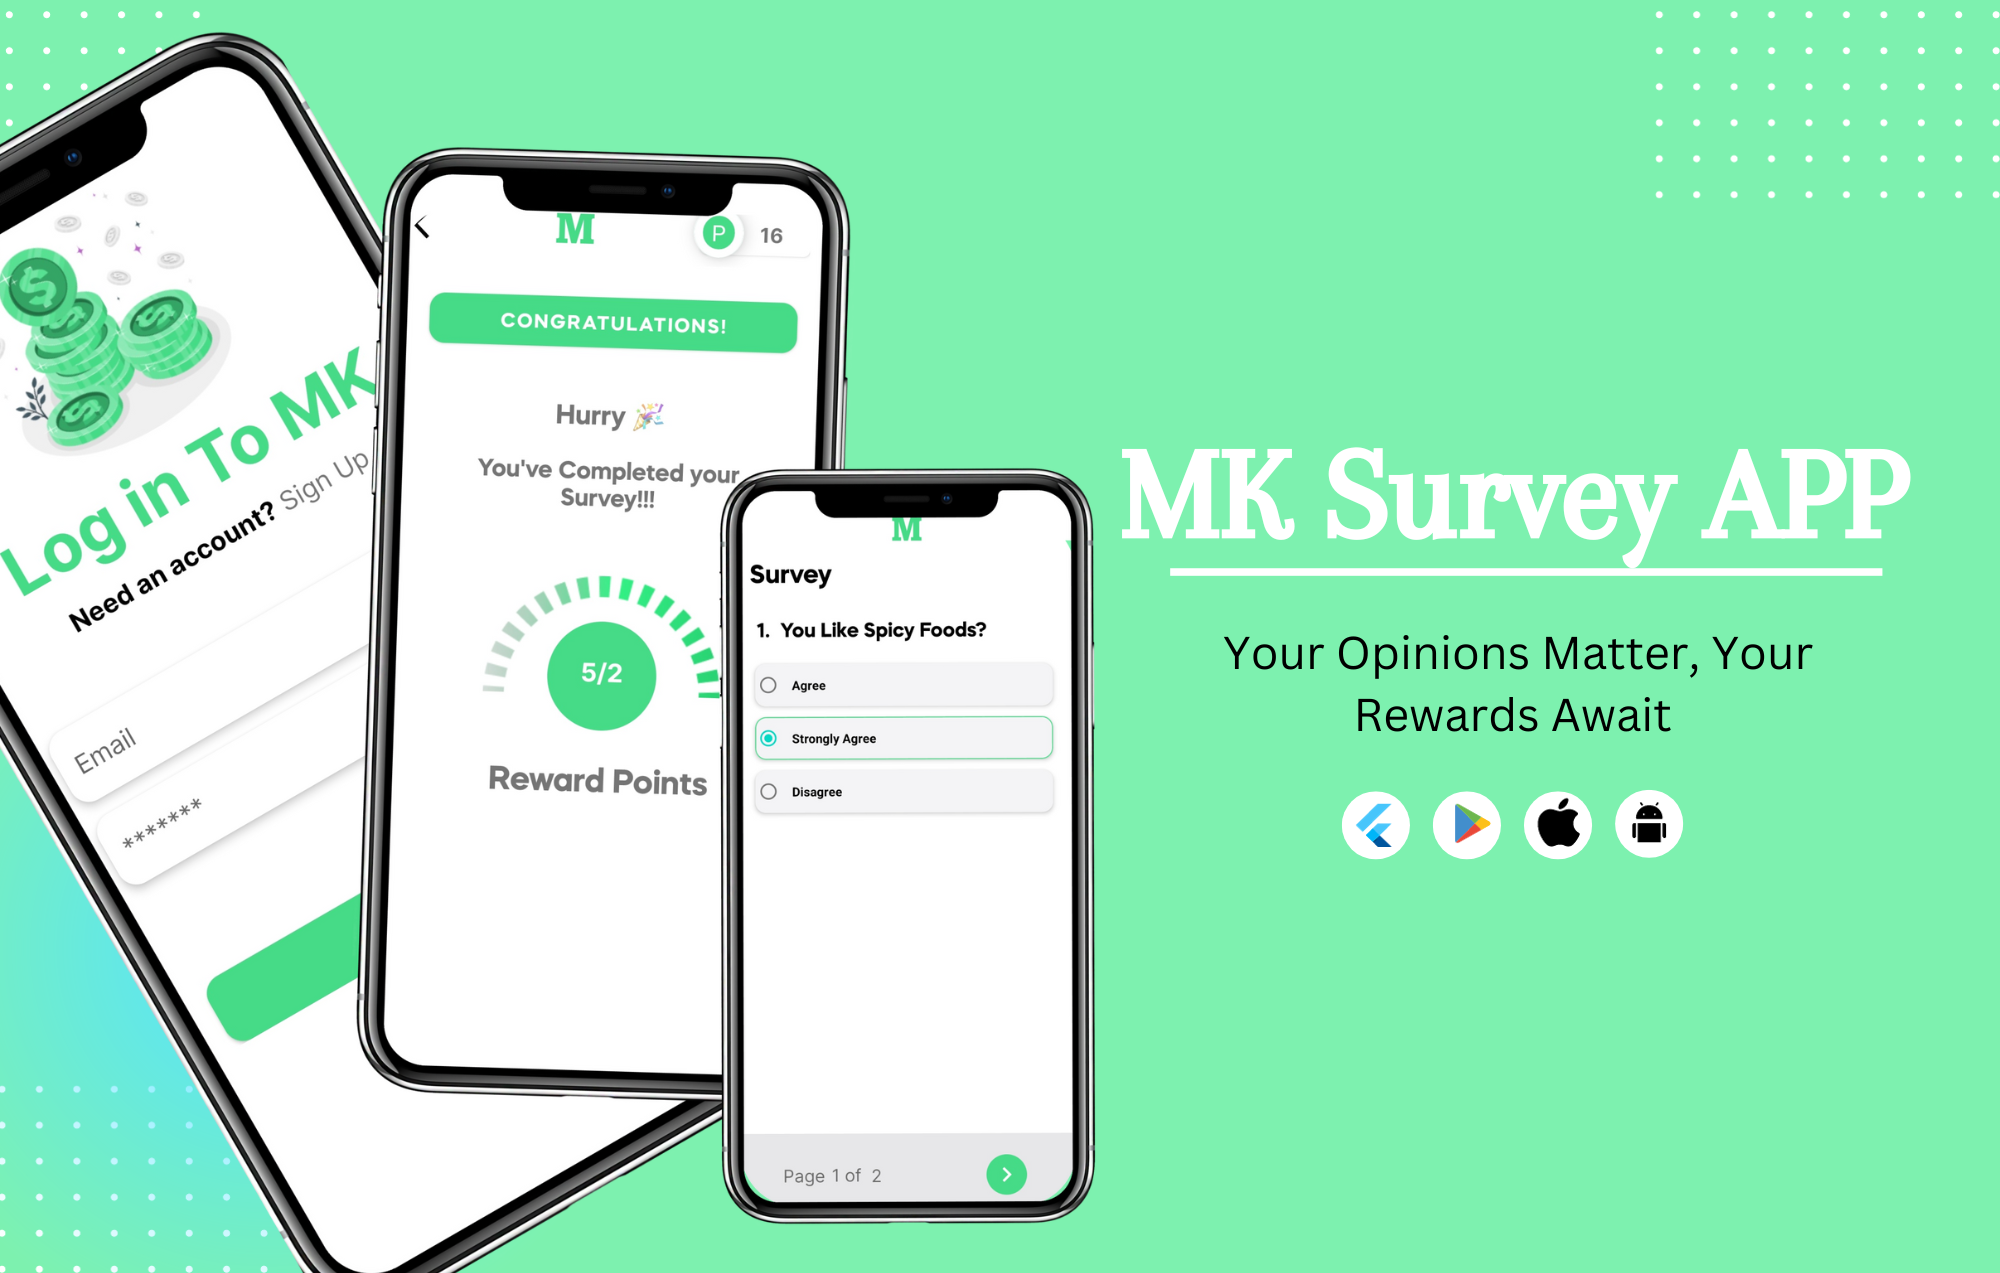 Log in To MK
Need an account? Sign Up
Email
*******
M
P 16
CONGRATULATIONS!
Hurry 🎉
You've Completed your
Survey!!!
5/2
Reward Points
M
Survey
1. You Like Spicy Foods?
Agree
Strongly Agree
Disagree
Page 1 of 2
MK Survey APP
Your Opinions Matter, Your
Rewards Await